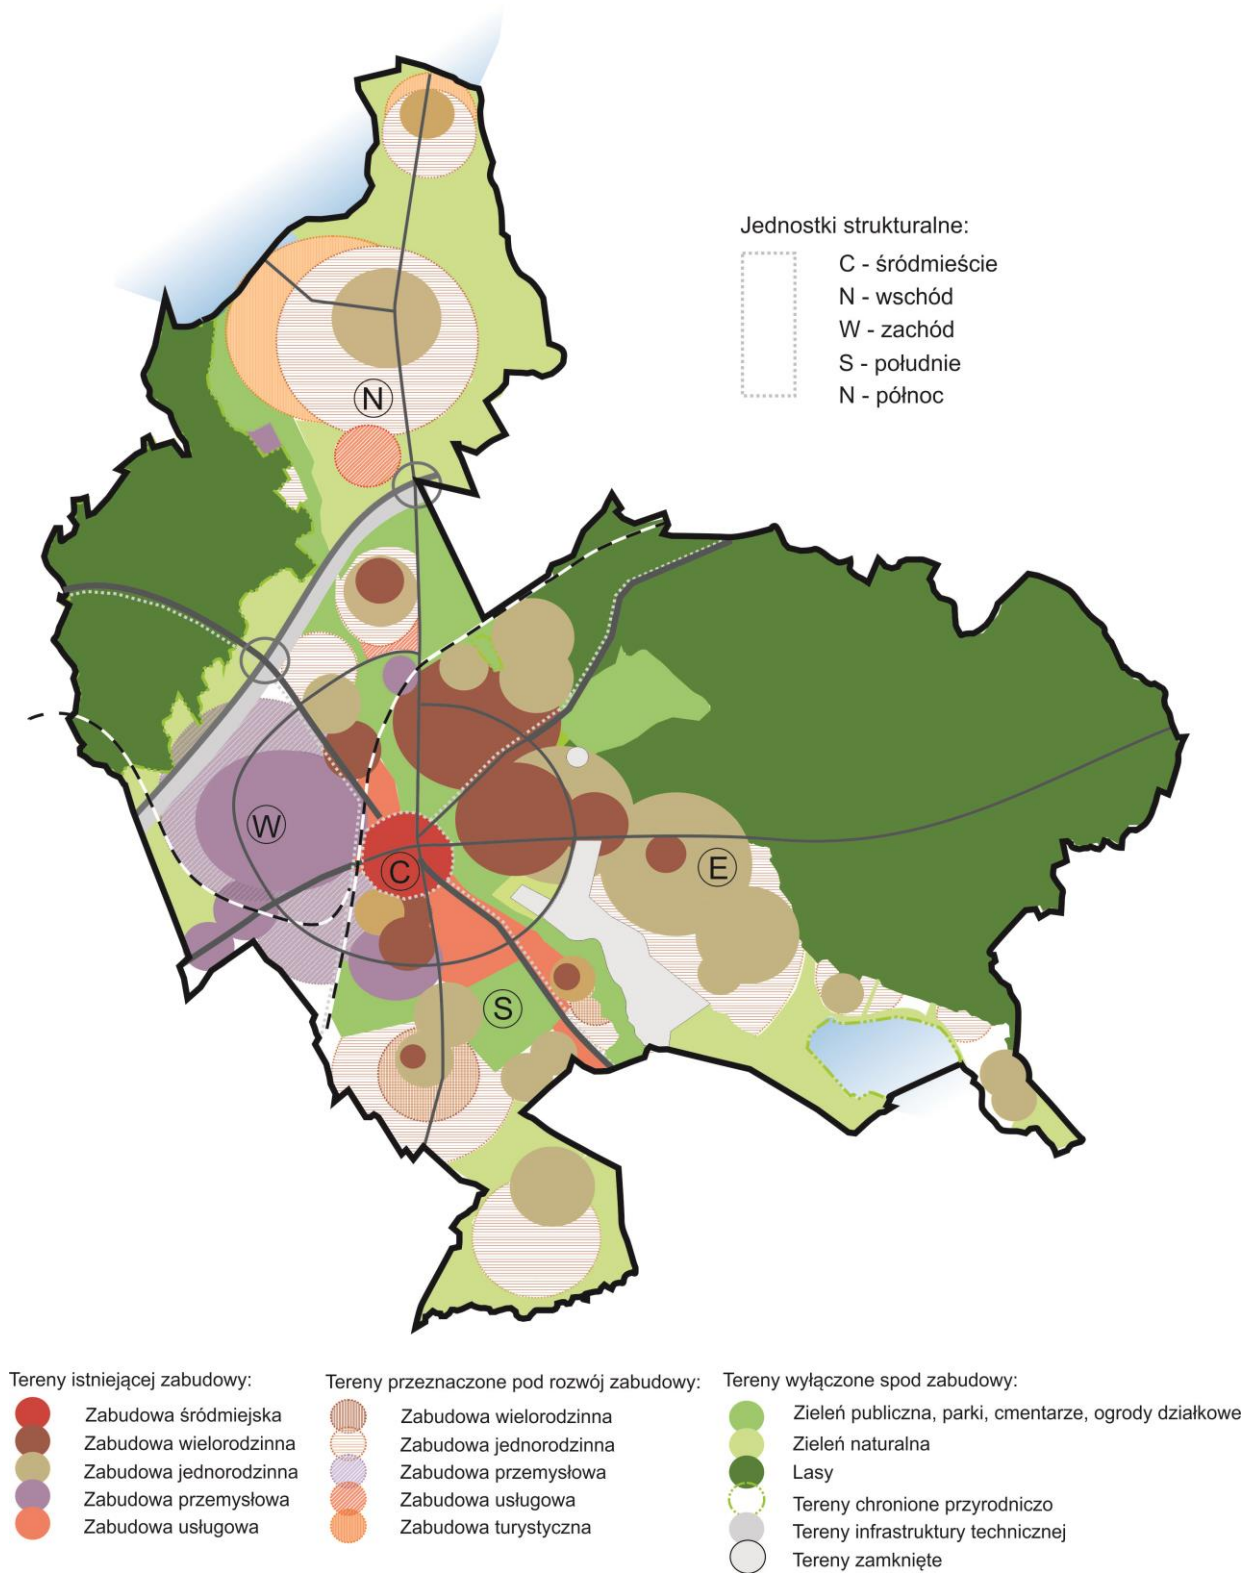 Jednostki strukturalne:
C - śródmieście
N - wschód
W - zachód
S - południe
N - północ
N
W
C
E
S
Tereny istniejącej zabudowy:
Zabudowa śródmiejska
Zabudowa wielorodzinna
Zabudowa jednorodzinna
Zabudowa przemysłowa
Zabudowa usługowa
Tereny przeznaczone pod rozwój zabudowy:
Zabudowa wielorodzinna
Zabudowa jednorodzinna
Zabudowa przemysłowa
Zabudowa usługowa
Zabudowa turystyczna
Tereny wyłączone spod zabudowy:
Zieleń publiczna, parki, cmentarze, ogrody działkowe
Zieleń naturalna
Lasy
Tereny chronione przyrodniczo
Tereny infrastruktury technicznej
Tereny zamknięte